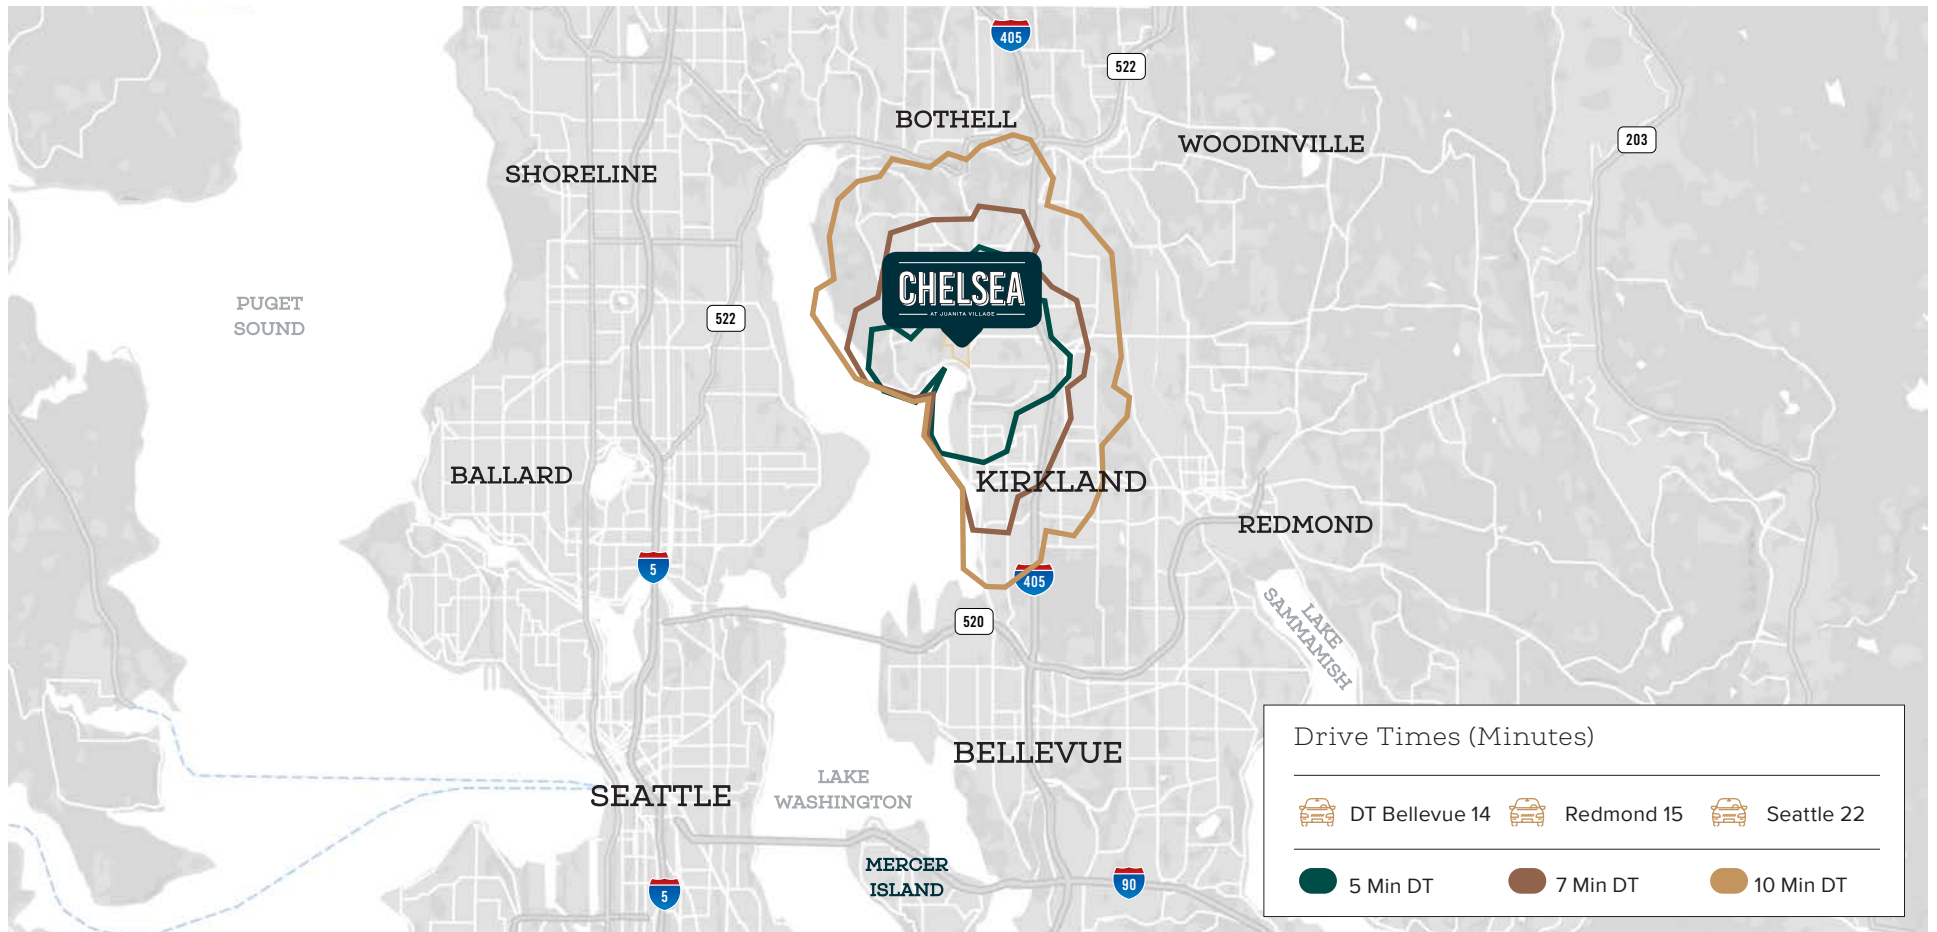 405
522
BOTHELL
WOODINVILLE
203
SHORELINE
CHELSEA
AT JUANITA VILLAGE
PUGET
SOUND
522
BALLARD
KIRKLAND
REDMOND
5
405
520
LAKE
SAMMAMISH
BELLEVUE
LAKE
WASHINGTON
SEATTLE
MERCER
ISLAND
5
90
Drive Times (Minutes)
DT Bellevue 14 Redmond 15 Seattle 22
5 Min DT 7 Min DT 10 Min DT